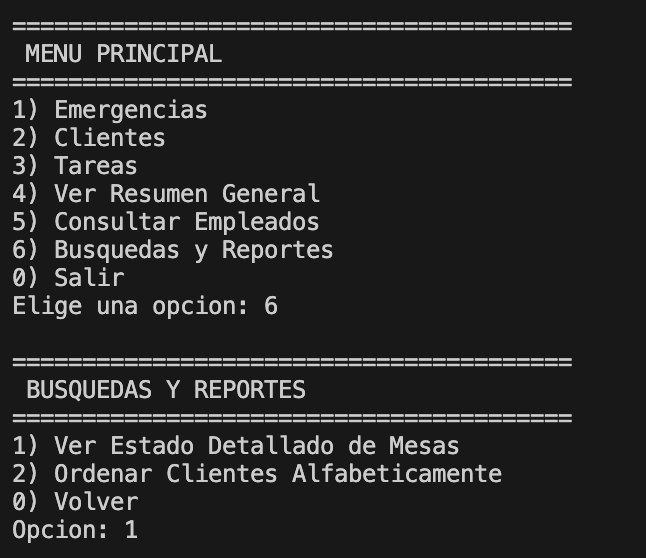 ========================================
MENU PRINCIPAL
========================================
1) Emergencias
2) Clientes
3) Tareas
4) Ver Resumen General
5) Consultar Empleados
6) Busquedas y Reportes
0) Salir
Elige una opcion: 6
========================================
BUSQUEDAS Y REPORTES
========================================
1) Ver Estado Detallado de Mesas
2) Ordenar Clientes Alfabeticamente
0) Volver
Opcion: 1